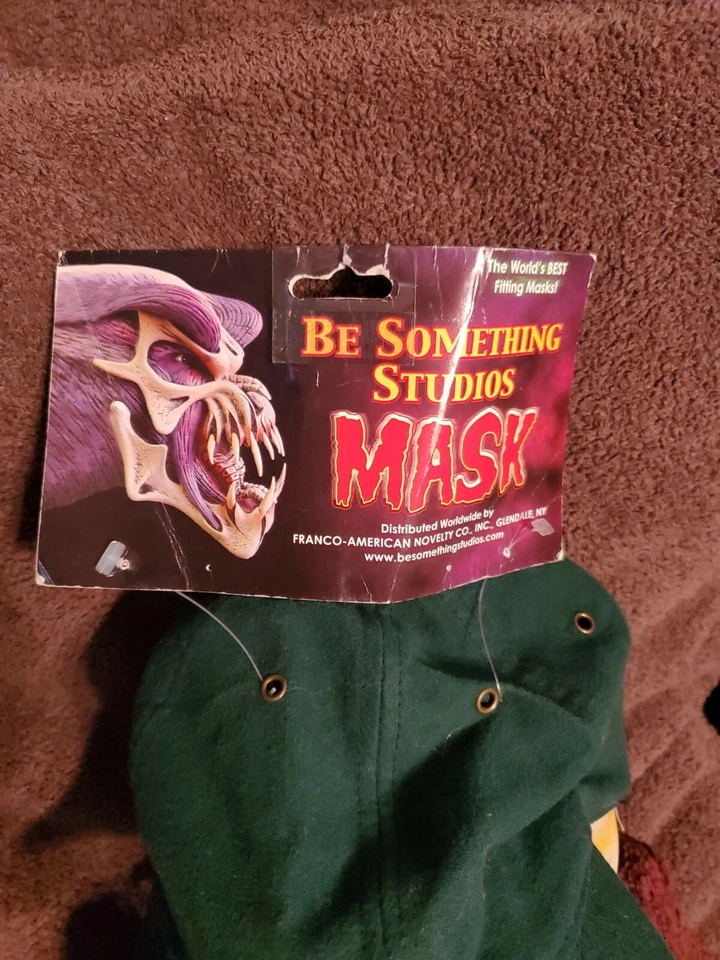 The World's BEST
Fitting Masks!
BE SOMETHING
STUDIOS
MASK
Distributed Worldwide by
FRANCO-AMERICAN NOVELTY CO., INC., GLENDALE, NY
www.besomethingstudios.com